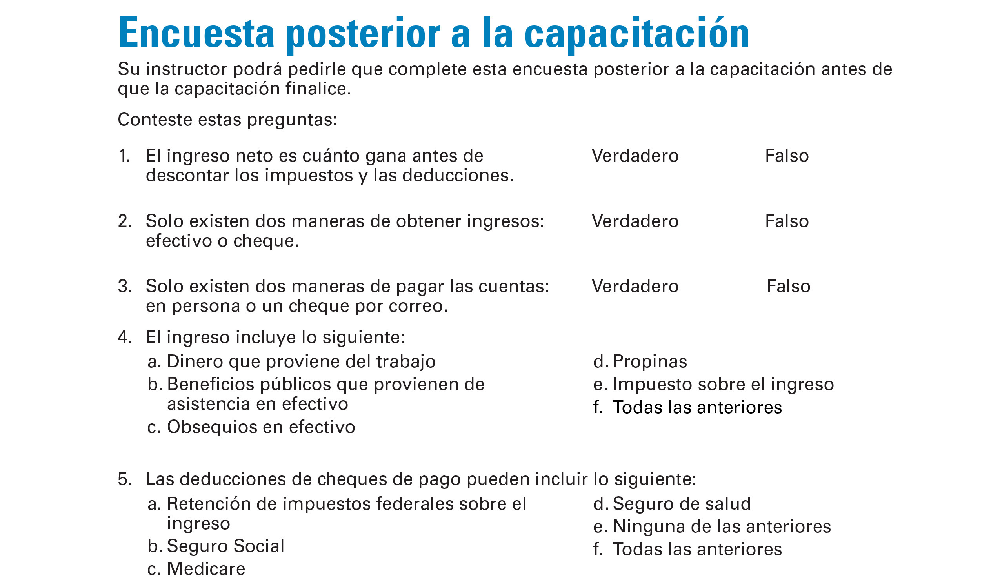 Encuesta posterior a la capacitación
Su instructor podrá pedirle que complete esta encuesta posterior a la capacitación antes de
que la capacitación finalice.
Conteste estas preguntas:
1. El ingreso neto es cuánto gana antes de Verdadero Falso
descontar los impuestos y las deducciones.
2. Solo existen dos maneras de obtener ingresos: Verdadero Falso
efectivo o cheque.
3. Solo existen dos maneras de pagar las cuentas: Verdadero Falso
en persona o un cheque por correo.
4. El ingreso incluye lo siguiente:
a. Dinero que proviene del trabajo
b. Beneficios públicos que provienen de
asistencia en efectivo
c. Obsequios en efectivo
d. Propinas
e. Impuesto sobre el ingreso
f. Todas las anteriores
5. Las deducciones de cheques de pago pueden incluir lo siguiente:
a. Retención de impuestos federales sobre el
ingreso
b. Seguro Social
c. Medicare
d. Seguro de salud
e. Ninguna de las anteriores
f. Todas las anteriores